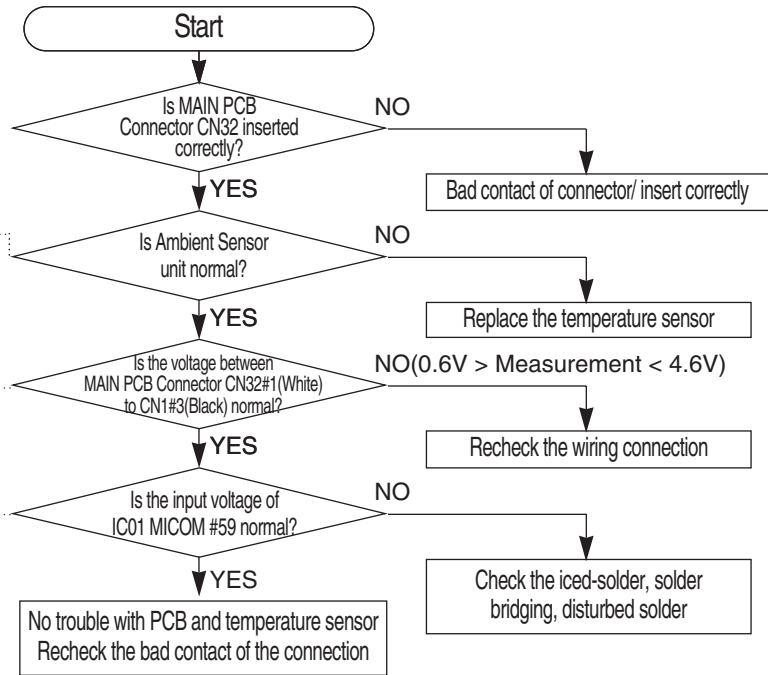 Start
Is MAIN PCB
Connector CN32 inserted
correctly?
NO
Bad contact of connector/ insert correctly
YES
Is Ambient Sensor
unit normal?
NO
Replace the temperature sensor
YES
Is the voltage between
MAIN PCB Connector CN32#1(White)
to CN1#3(Black) normal?
NO(0.6V > Measurement < 4.6V)
Recheck the wiring connection
YES
Is the input voltage of
IC01 MICOM #59 normal?
NO
Check the iced-solder, solder
bridging, disturbed solder
YES
No trouble with PCB and temperature sensor
Recheck the bad contact of the connection